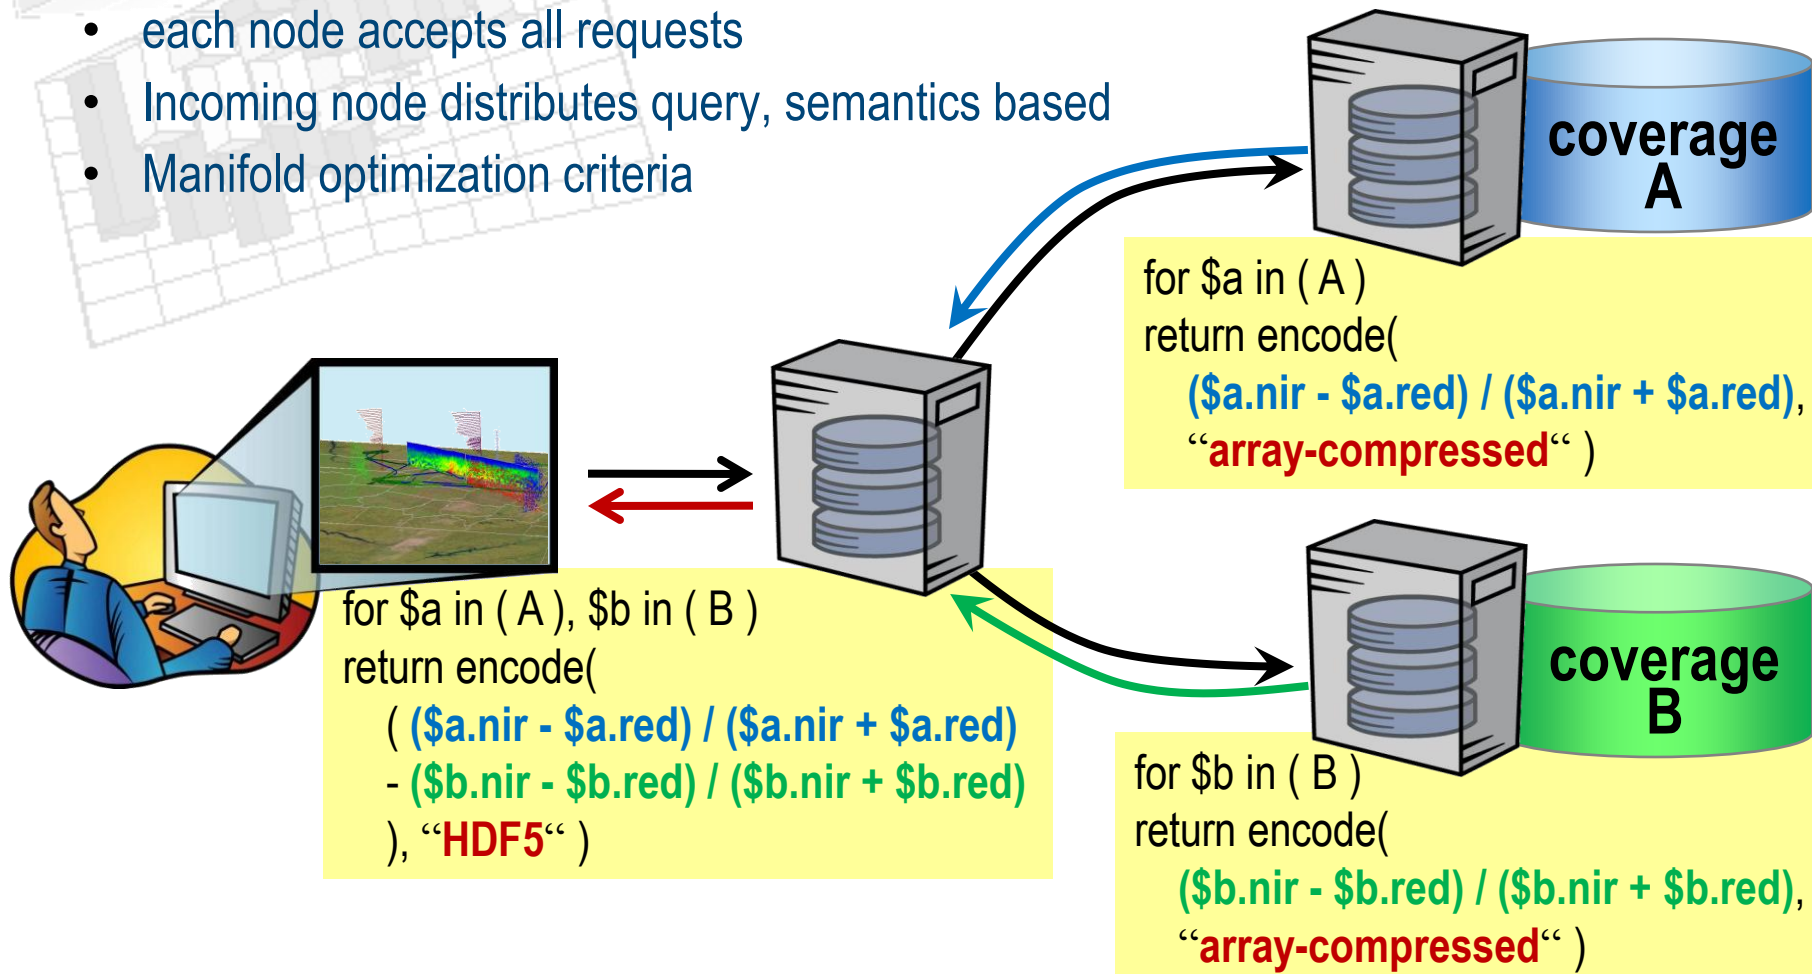 • each node accepts all requests
• Incoming node distributes query, semantics based
• Manifold optimization criteria
coverage
A
for $a in ( A )
return encode(
($a.nir - $a.red) / ($a.nir + $a.red),
“array-compressed“ )
for $a in ( A ), $b in ( B )
return encode(
( ($a.nir - $a.red) / ($a.nir + $a.red)
- ($b.nir - $b.red) / ($b.nir + $b.red)
), “HDF5“ )
coverage
B
for $b in ( B )
return encode(
($b.nir - $b.red) / ($b.nir + $b.red),
“array-compressed“ )